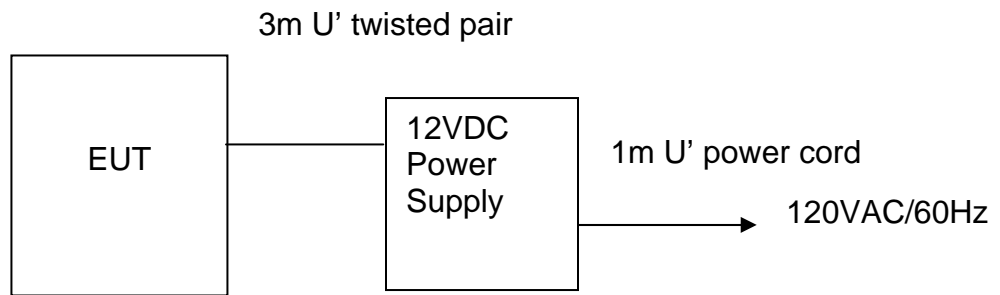 3m U’ twisted pair
EUT
12VDC
Power
Supply
1m U’ power cord
120VAC/60Hz